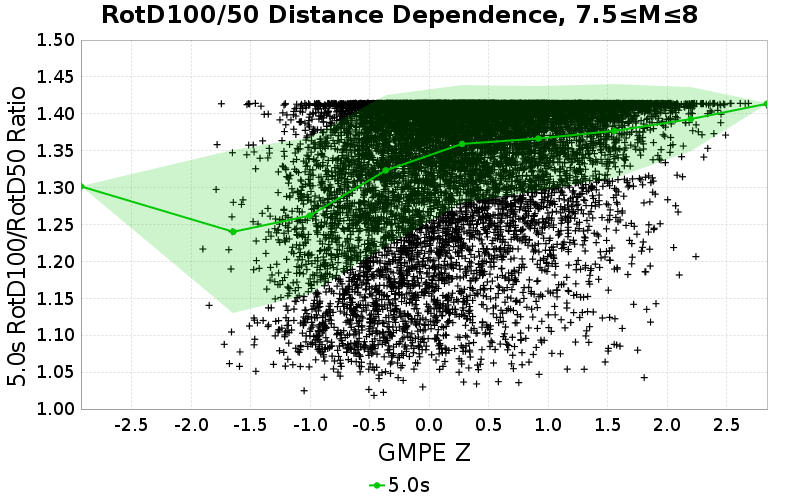 RotD100/50 Distance Dependence, 7.5≤M≤8
5.0s RotD100/RotD50 Ratio
1.50
1.45
1.40
1.35
1.30
1.25
1.20
1.15
1.10
1.05
1.00
-2.5 -2.0 -1.5 -1.0 -0.5 0.0 0.5 1.0 1.5 2.0 2.5
GMPE Z
5.0s